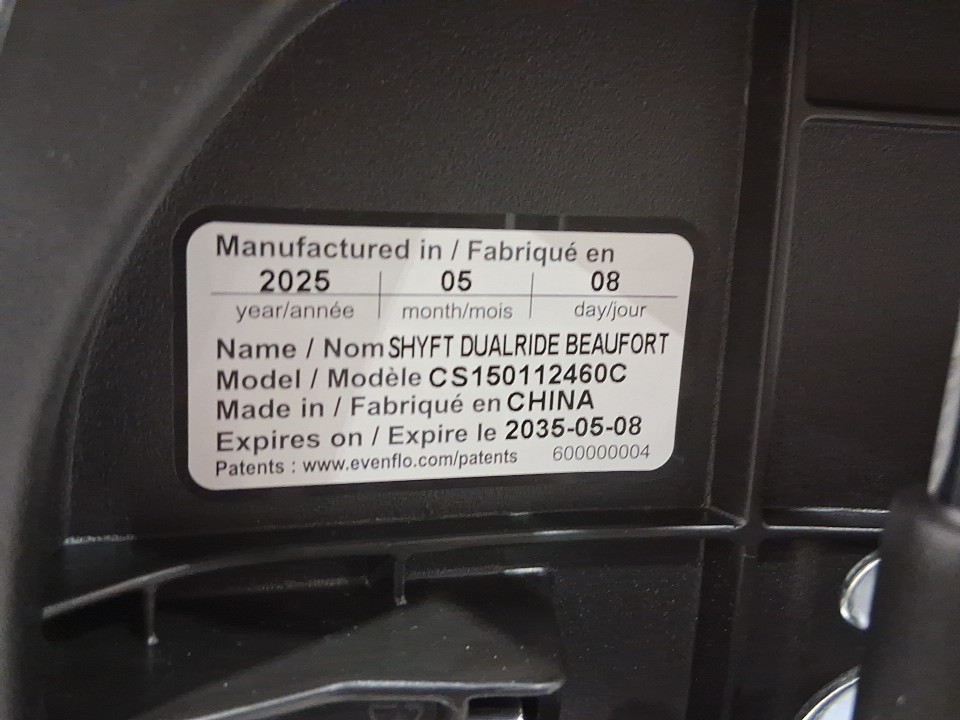 Manufactured in / Fabriqué en
2025 05 08
year/année month/mois day/jour
Name / Nom SHYFT DUALRIDE BEAUFORT
Model / Modèle CS150112460C
Made in / Fabriqué en CHINA
Expires on / Expire le 2035-05-08
Patents : www.evenflo.com/patents 600000004